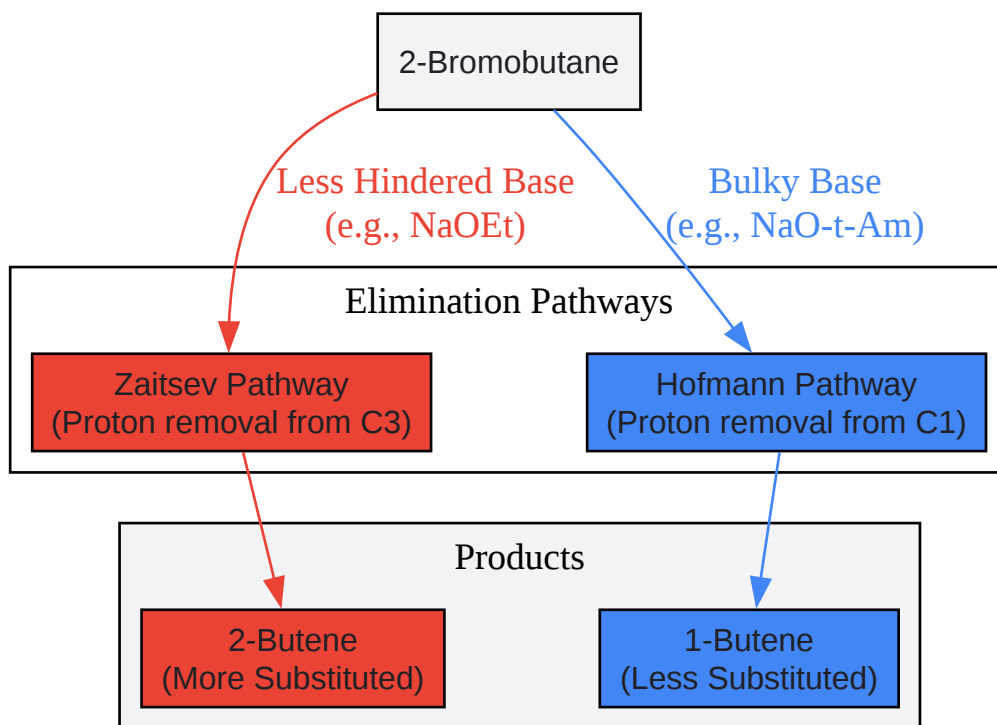 2-Bromobutane
Less Hindered Base
(e.g., NaOEt)
Bulky Base
(e.g., NaO-t-Am)
Elimination Pathways
Zaitsev Pathway
(Proton removal from C3)
Hofmann Pathway
(Proton removal from C1)
Products
2-Butene
(More Substituted)
1-Butene
(Less Substituted)